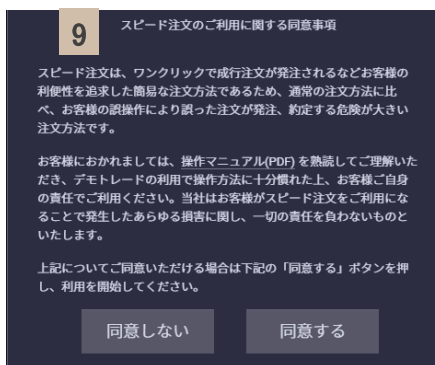 9
スピード注文のご利用に関する同意事項
スピード注文は、ワンクリックで成行注文が発注されるなどお客様の
利便性を追求した簡易な注文方法であるため、通常の注文方法に比
べ、お客様の誤操作により誤った注文が発注、約定する危険が大きい
注文方法です。
お客様におかれましては、操作マニュアル(PDF) を熟読してご理解いた
だき、デモトレードの利用で操作方法に十分慣れた上、お客様ご自身
の責任でご利用ください。当社はお客様がスピード注文をご利用にな
ることで発生したあらゆる損害に関し、一切の責任を負わないものと
いたします。
上記についてご同意いただける場合は下記の「同意する」ボタンを押
し、利用を開始してください。
同意しない 同意する